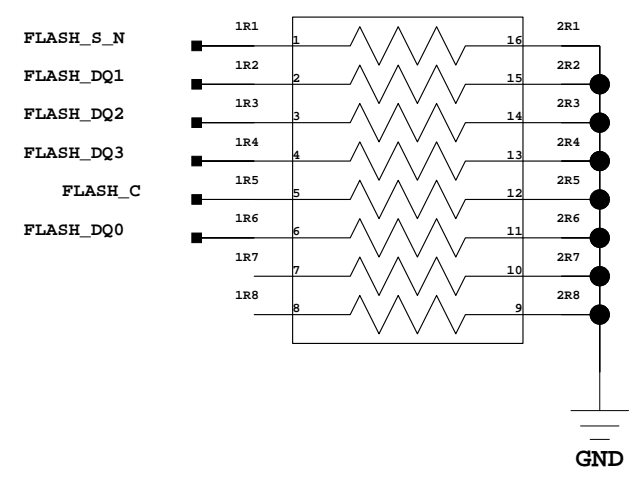 FLASH_S_N 1R1 1 16 2R1
FLASH_DQ1 1R2 2 15 2R2
FLASH_DQ2 1R3 3 14 2R3
FLASH_DQ3 1R4 4 13 2R4
FLASH_C 1R5 5 12 2R5
FLASH_DQ0 1R6 6 11 2R6
1R7 7 10 2R7
1R8 8 9 2R8
GND